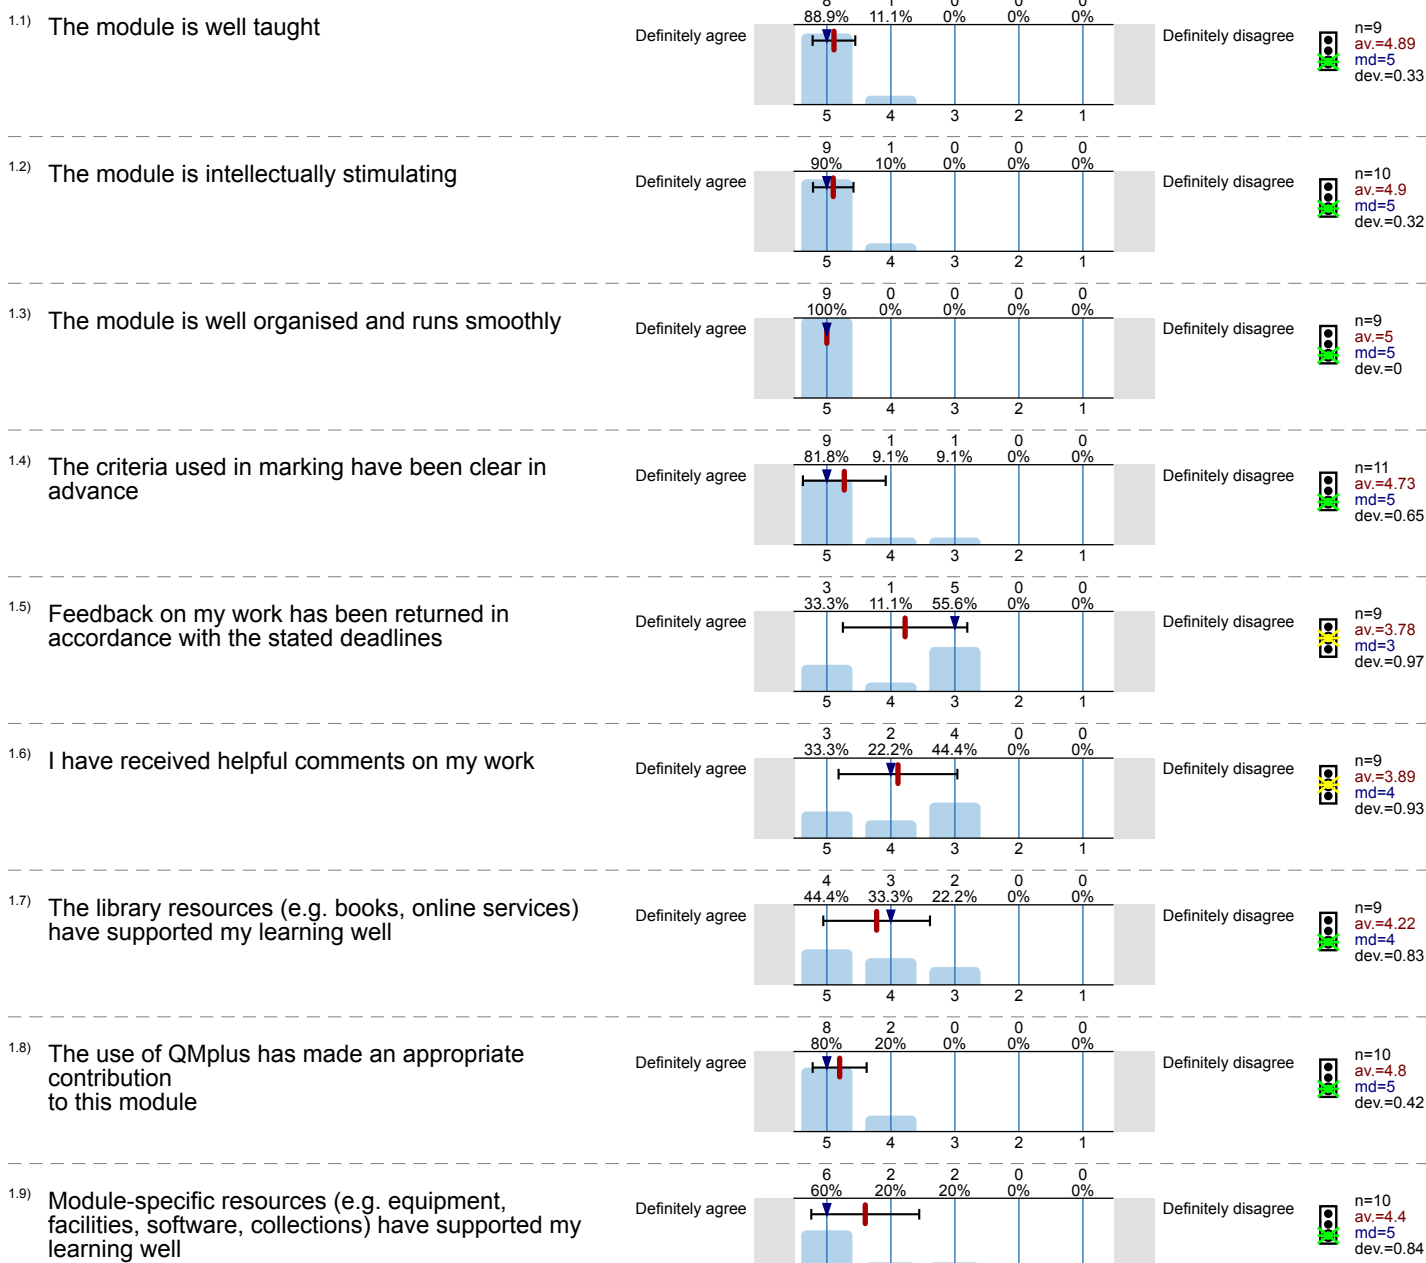 8 1 0 0 0
1.1) The module is well taught
Definitely agree
88.9% 11.1% 0% 0% 0%
Definitely disagree
n=9
av.=4.89
md=5
dev.=0.33
5 4 3 2 1
1.2) The module is intellectually stimulating
Definitely agree
9 1 0 0 0
90% 10% 0% 0% 0%
Definitely disagree
n=10
av.=4.9
md=5
dev.=0.32
5 4 3 2 1
1.3) The module is well organised and runs smoothly
Definitely agree
9 0 0 0 0
100% 0% 0% 0% 0%
Definitely disagree
n=9
av.=5
md=5
dev.=0
5 4 3 2 1
1.4) The criteria used in marking have been clear in
advance
Definitely agree
9 1 1 0 0
81.8% 9.1% 9.1% 0% 0%
Definitely disagree
n=11
av.=4.73
md=5
dev.=0.65
5 4 3 2 1
1.5) Feedback on my work has been returned in
accordance with the stated deadlines
Definitely agree
3 1 5 0 0
33.3% 11.1% 55.6% 0% 0%
Definitely disagree
n=9
av.=3.78
md=3
dev.=0.97
5 4 3 2 1
1.6) I have received helpful comments on my work
Definitely agree
3 2 4 0 0
33.3% 22.2% 44.4% 0% 0%
Definitely disagree
n=9
av.=3.89
md=4
dev.=0.93
5 4 3 2 1
1.7) The library resources (e.g. books, online services)
have supported my learning well
Definitely agree
4 3 2 0 0
44.4% 33.3% 22.2% 0% 0%
Definitely disagree
n=9
av.=4.22
md=4
dev.=0.83
5 4 3 2 1
1.8) The use of QMplus has made an appropriate
contribution
to this module
Definitely agree
8 2 0 0 0
80% 20% 0% 0% 0%
Definitely disagree
n=10
av.=4.8
md=5
dev.=0.42
5 4 3 2 1
1.9) Module-specific resources (e.g. equipment,
facilities, software, collections) have supported my
learning well
Definitely agree
6 2 2 0 0
60% 20% 20% 0% 0%
Definitely disagree
n=10
av.=4.4
md=5
dev.=0.84